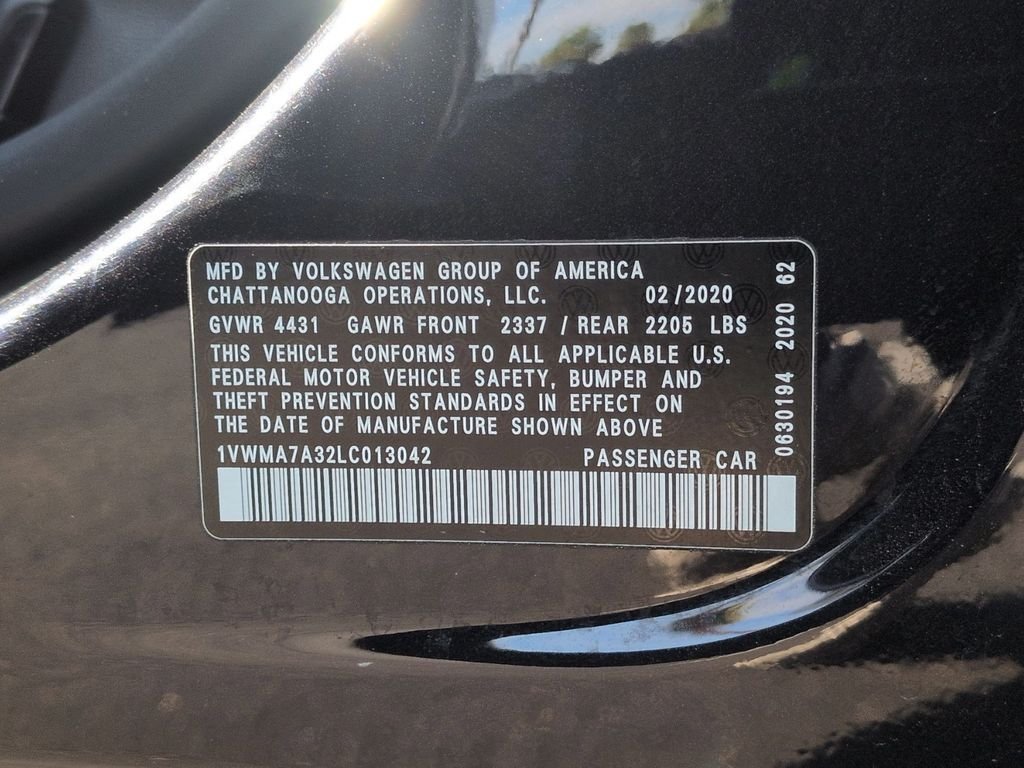 MFD BY VOLKSWAGEN GROUP OF AMERICA
CHATTANOOGA OPERATIONS, LLC. 02/2020
GVWR 4431 GAWR FRONT 2337 / REAR 2205 LBS
THIS VEHICLE CONFORMS TO ALL APPLICABLE U.S.
FEDERAL MOTOR VEHICLE SAFETY, BUMPER AND
THEFT PREVENTION STANDARDS IN EFFECT ON
THE DATE OF MANUFACTURE SHOWN ABOVE
1VWMA7A32LC013042 PASSENGER CAR
0630194 2020 62